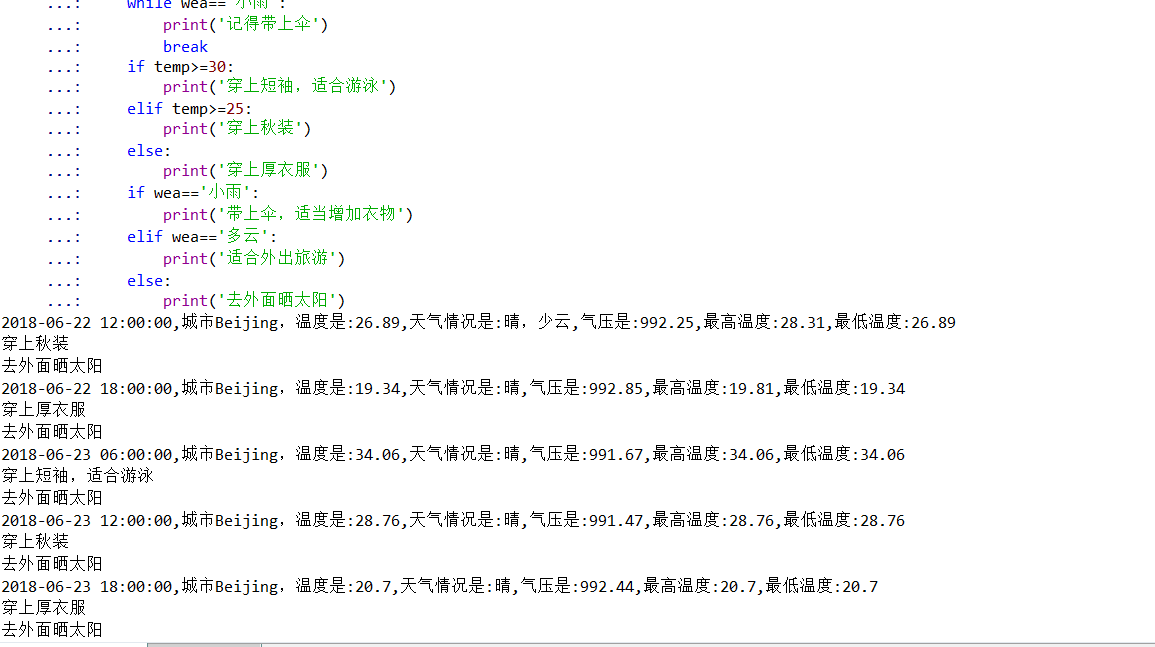 ...:     while wea=='小雨':
...:         print('记得带上伞')
...:         break
...:     if temp>=30:
...:         print('穿上短袖，适合游泳')
...:     elif temp>=25:
...:         print('穿上秋装')
...:     else:
...:         print('穿上厚衣服')
...:     if wea=='小雨':
...:         print('带上伞，适当增加衣物')
...:     elif wea=='多云':
...:         print('适合外出旅游')
...:     else:
...:         print('去外面晒太阳')
2018-06-22 12:00:00,城市Beijing，温度是:26.89,天气情况是:晴，少云,气压是:992.25,最高温度:28.31,最低温度:26.89
穿上秋装
去外面晒太阳
2018-06-22 18:00:00,城市Beijing，温度是:19.34,天气情况是:晴,气压是:992.85,最高温度:19.81,最低温度:19.34
穿上厚衣服
去外面晒太阳
2018-06-23 06:00:00,城市Beijing，温度是:34.06,天气情况是:晴,气压是:991.67,最高温度:34.06,最低温度:34.06
穿上短袖，适合游泳
去外面晒太阳
2018-06-23 12:00:00,城市Beijing，温度是:28.76,天气情况是:晴,气压是:991.47,最高温度:28.76,最低温度:28.76
穿上秋装
去外面晒太阳
2018-06-23 18:00:00,城市Beijing，温度是:20.7,天气情况是:晴,气压是:992.44,最高温度:20.7,最低温度:20.7
穿上厚衣服
去外面晒太阳